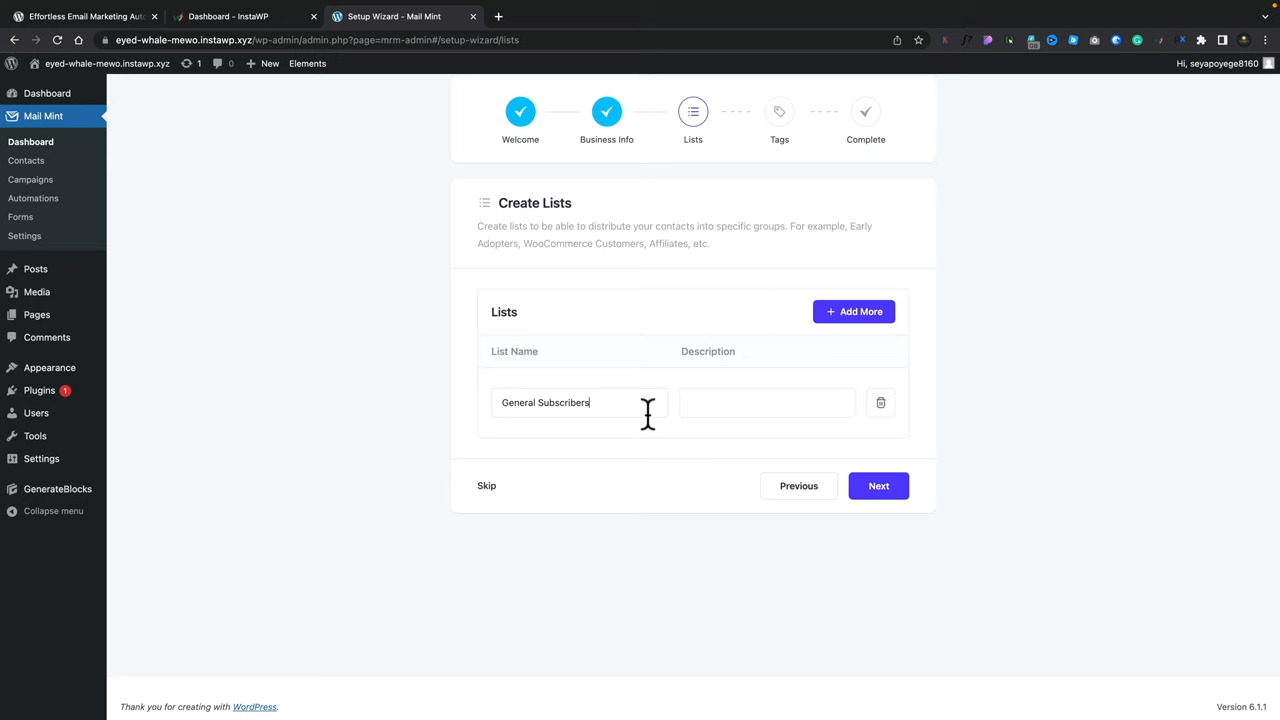 Effortless Email Marketing Auto
Dashboard - InstaWP
Setup Wizard - Mail Mint
eyed-whale-mewo.instawp.xyz/wp-admin/admin.php?page=mrm-admin#/setup-wizard/lists
eyed-whale-mewo.instawp.xyz
1
0
New
Elements
Hi, seyapoyege8160
Dashboard
Mail Mint
Dashboard
Contacts
Campaigns
Automations
Forms
Settings
Posts
Media
Pages
Comments
Appearance
Plugins 1
Users
Tools
Settings
GenerateBlocks
Collapse menu
Welcome
Business Info
Lists
Tags
Complete
Create Lists
Create lists to be able to distribute your contacts into specific groups. For example, Early
Adopters, WooCommerce Customers, Affiliates, etc.
Lists
+ Add More
List Name
Description
General Subscribers
Skip
Previous
Next
Thank you for creating with WordPress.
Version 6.1.1